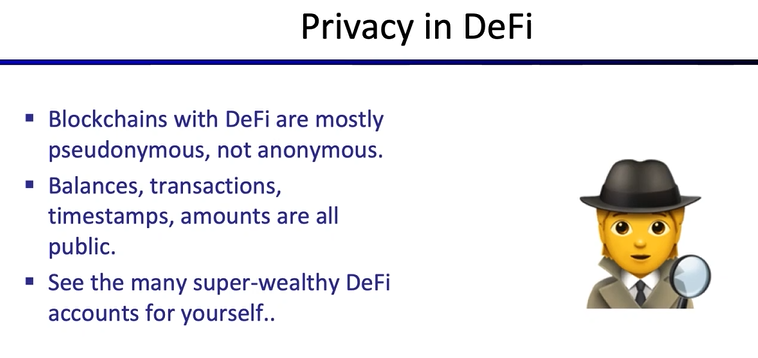 Privacy in DeFi
▪ Blockchains with DeFi are mostly
pseudonymous, not anonymous.
▪ Balances, transactions,
timestamps, amounts are all
public.
▪ See the many super-wealthy DeFi
accounts for yourself..